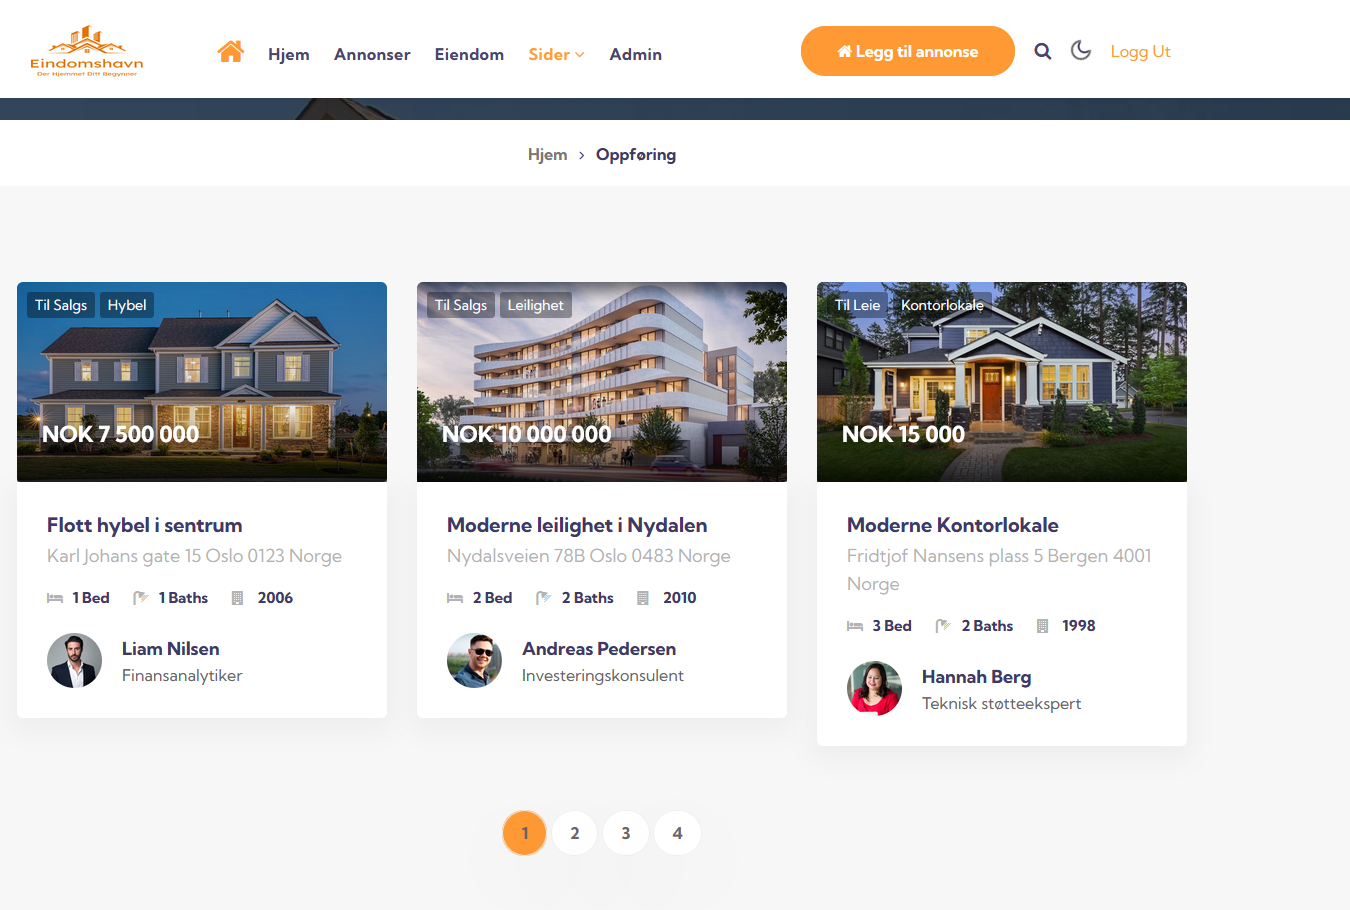 Eindomshavn
Der Hjemmet Ditt Begynner
Hjem Annonser Eiendom Sider Admin
Legg til annonse
Logg Ut
Hjem > Oppføring
Til Salgs Hybel
NOK 7 500 000
Flott hybel i sentrum
Karl Johans gate 15 Oslo 0123 Norge
1 Bed 1 Baths 2006
Liam Nilsen
Finansanalytiker
Til Salgs Leilighet
NOK 10 000 000
Moderne leilighet i Nydalen
Nydalsveien 78B Oslo 0483 Norge
2 Bed 2 Baths 2010
Andreas Pedersen
Investeringskonsulent
Til Leie Kontorlokale
NOK 15 000
Moderne Kontorlokale
Fridtjof Nansens plass 5 Bergen 4001
Norge
3 Bed 2 Baths 1998
Hannah Berg
Teknisk støtteekspert
1 2 3 4